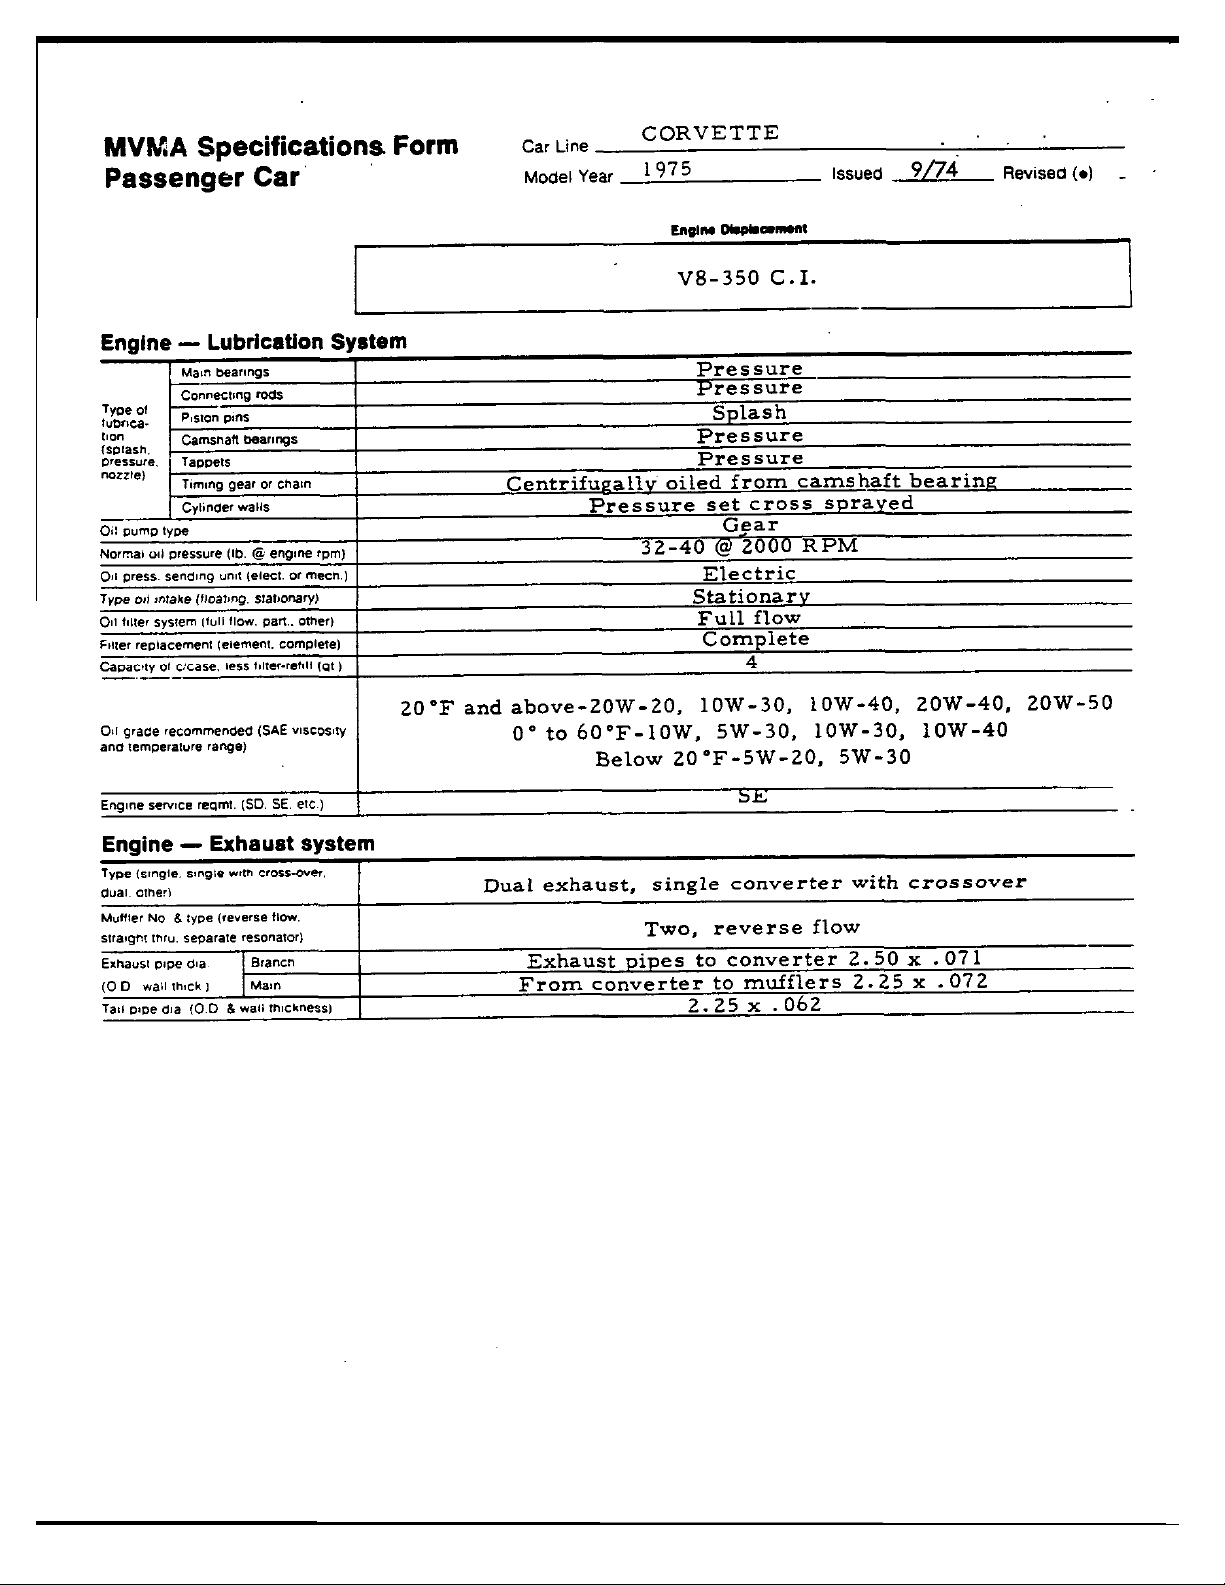 MVMA Specifications Form
Passenger Car
Car Line CORVETTE
Model Year 1975 Issued 9/74 Revised (•)
Engine Displacement
V8-350 C.I.
Engine — Lubrication System
Type of lubrica- tion (splash, pressure, nozzle)
Main bearings Pressure
Connecting rods Pressure
Piston pins Splash
Camshaft bearings Pressure
Tappets Pressure
Timing gear or chain Centrifugally oiled from camshaft bearing
Cylinder walls Pressure set cross sprayed
Oil pump type Gear
Normal oil pressure (lb. @ engine rpm) 32-40 @ 2000 RPM
Oil press. sending unit (elect. or mech.) Electric
Type oil intake (floating, stationary) Stationary
Oil filter system (full flow, part., other) Full flow
Filter replacement (element, complete) Complete
Capacity of c/case, less filter-refill (qt.) 4
Oil grade recommended (SAE viscosity
and temperature range)
20°F and above-20W-20, 10W-30, 10W-40, 20W-40, 20W-50
0° to 60°F-10W, 5W-30, 10W-30, 10W-40
Below 20°F-5W-20, 5W-30
Engine service reqmt. (SD, SE, etc.) SE
Engine — Exhaust system
Type (single, single with cross-over,
dual, other) Dual exhaust, single converter with crossover
Muffler No. & type (reverse flow,
straight thru, separate resonator) Two, reverse flow
Exhaust pipe dia. Branch Exhaust pipes to converter 2.50 x .071
(O.D. wall thick.) Main From converter to mufflers 2.25 x .072
Tail pipe dia. (O.D. & wall thickness) 2.25 x .062